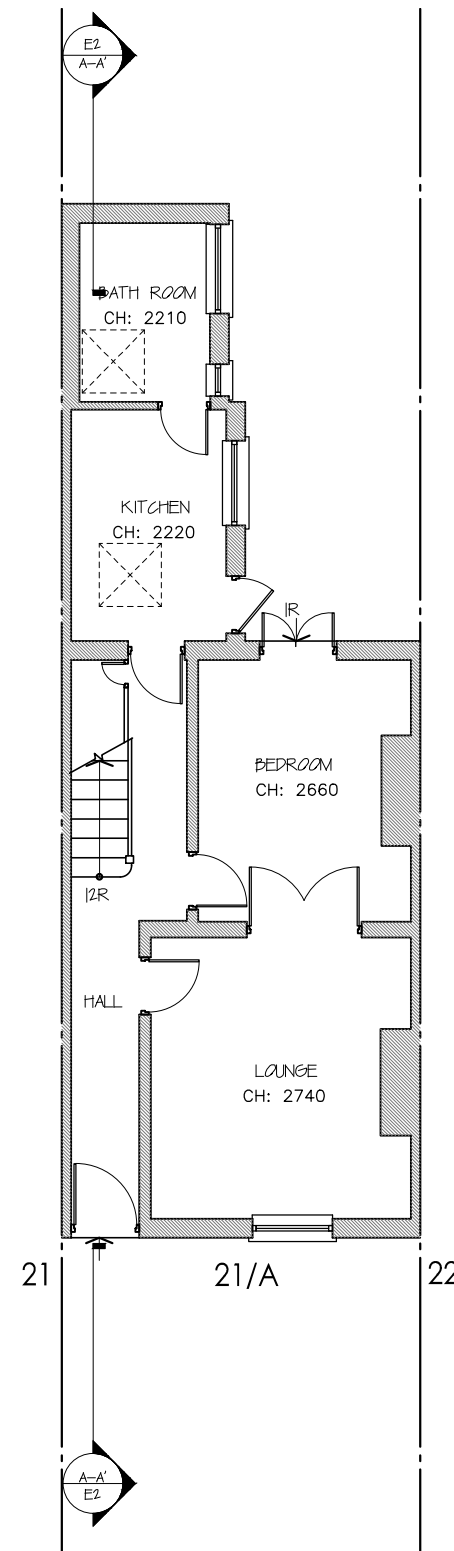 E2
A-A'
BATH ROOM
CH: 2210
KITCHEN
CH: 2220
1R
BEDROOM
CH: 2660
12R
HALL
LOUNGE
CH: 2740
21
21/A
22
A-A'
E2